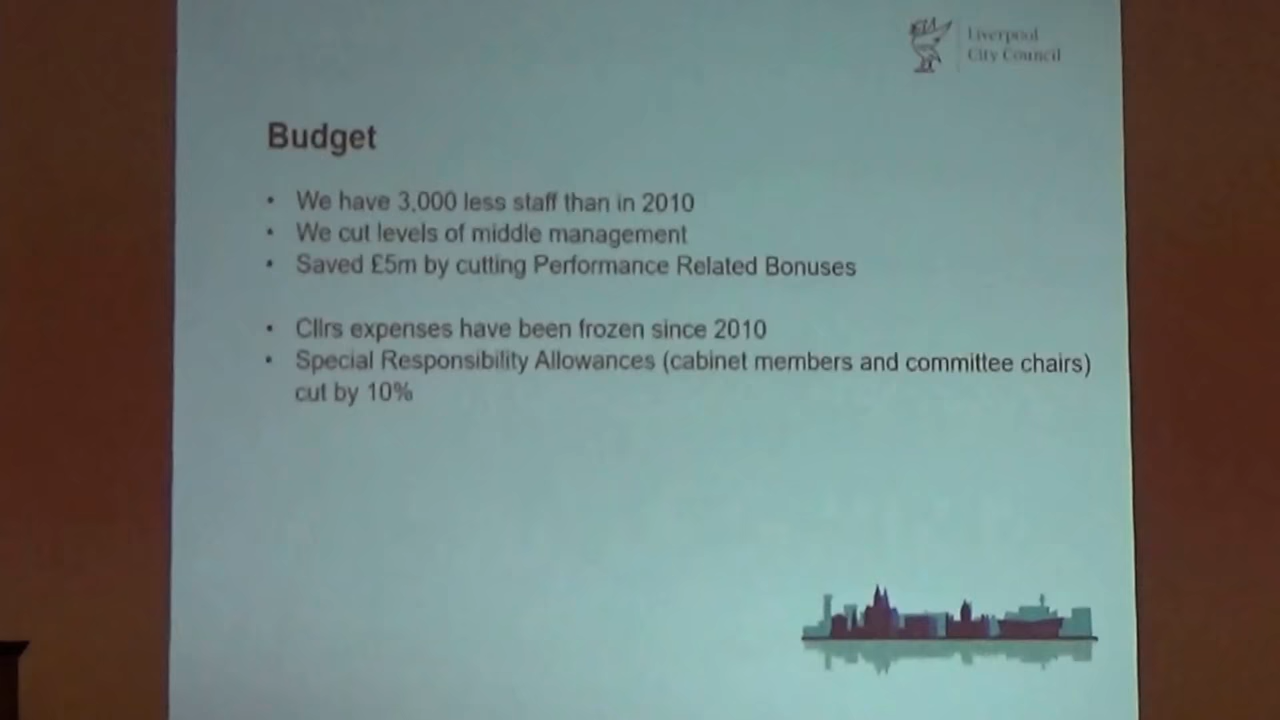 Liverpool
City Council
Budget
• We have 3,000 less staff than in 2010
• We cut levels of middle management
• Saved £5m by cutting Performance Related Bonuses
• Cllrs expenses have been frozen since 2010
• Special Responsibility Allowances (cabinet members and committee chairs)
cut by 10%